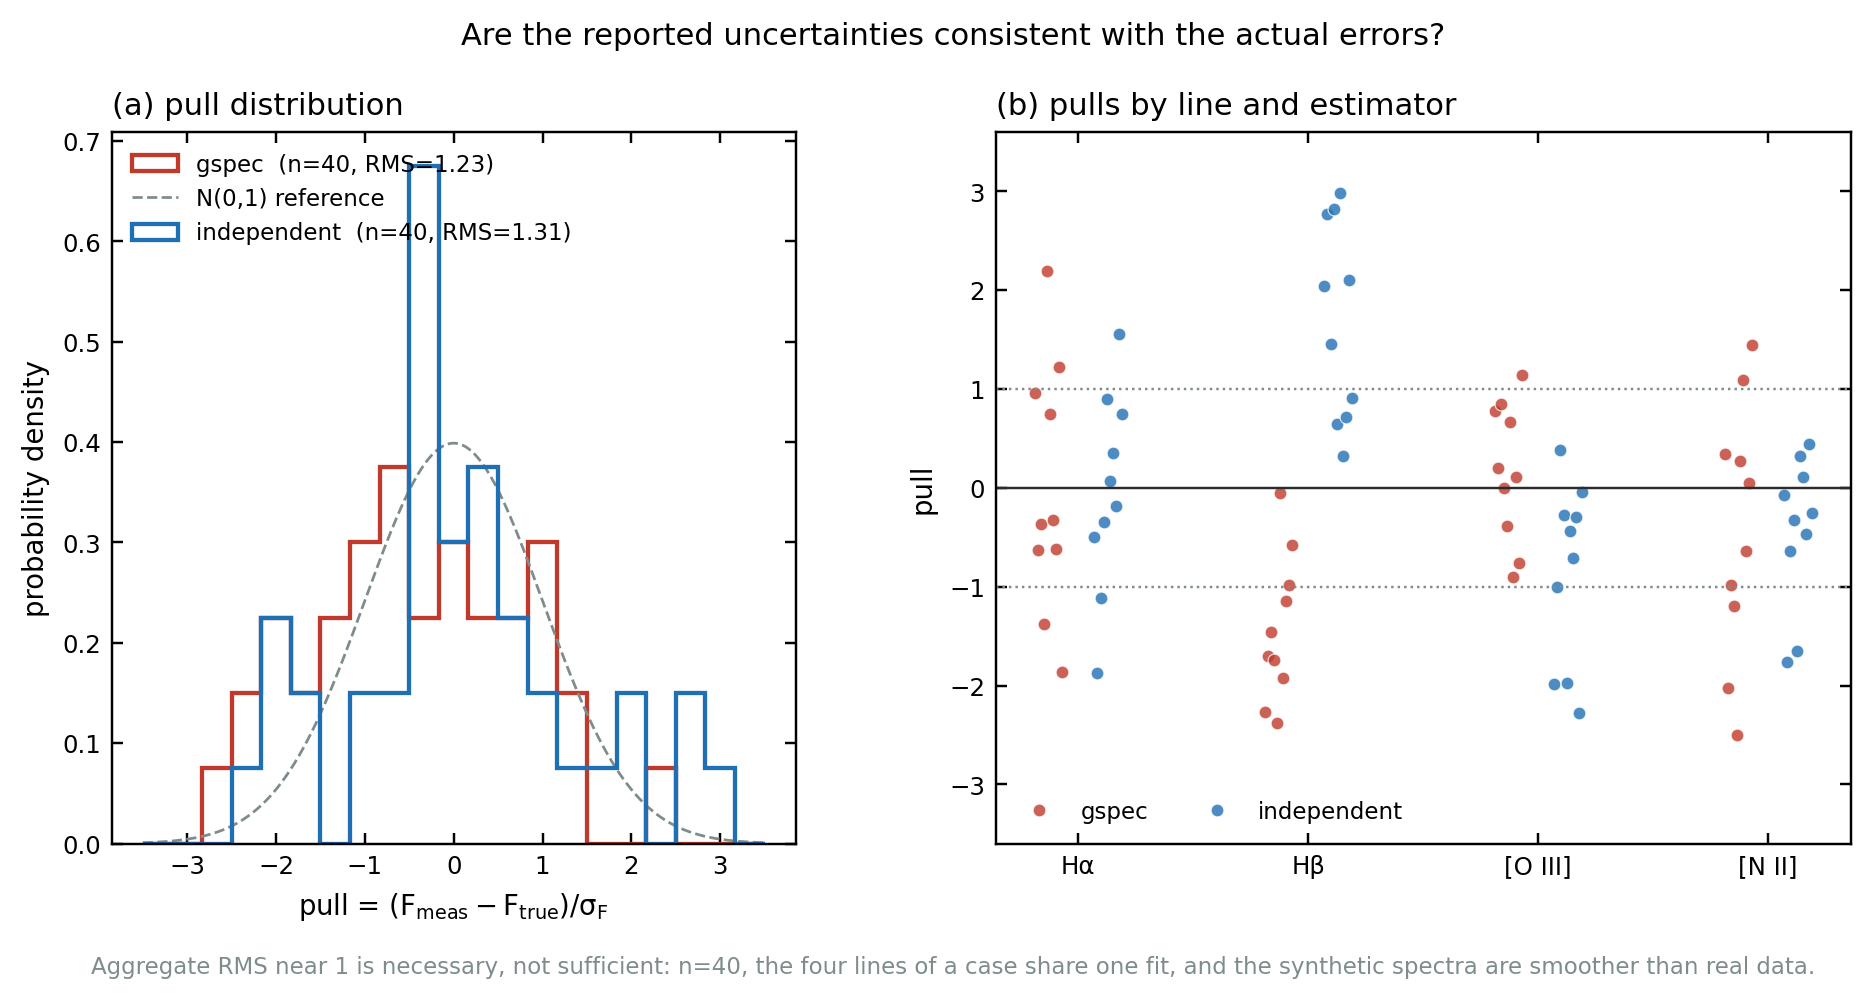 Are the reported uncertainties consistent with the actual errors?
(a) pull distribution
gspec (n=40, RMS=1.23)
N(0,1) reference
independent (n=40, RMS=1.31)
probability density
0.7
0.6
0.5
0.4
0.3
0.2
0.1
0.0
−3 −2 −1 0 1 2 3
pull = (F_meas − F_true)/σ_F
(b) pulls by line and estimator
pull
3
2
1
0
−1
−2
−3
gspec independent
Hα Hβ [O III] [N II]
Aggregate RMS near 1 is necessary, not sufficient: n=40, the four lines of a case share one fit, and the synthetic spectra are smoother than real data.